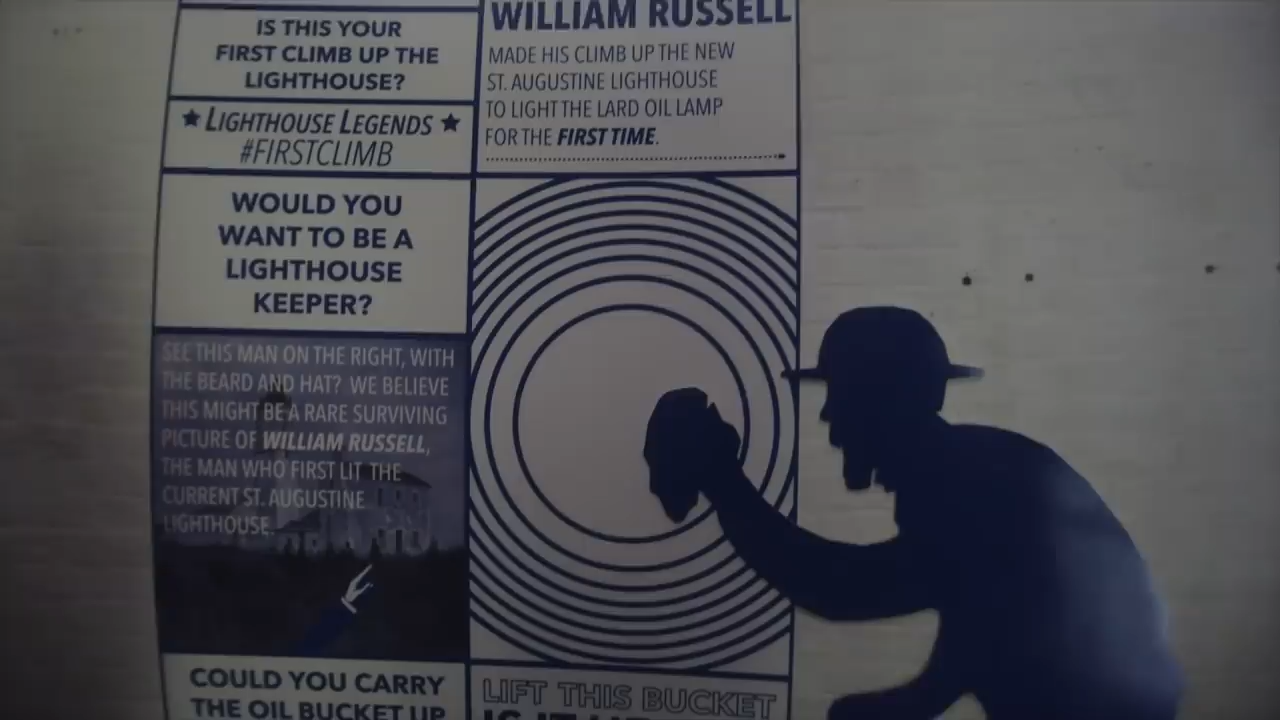 IS THIS YOUR
FIRST CLIMB UP THE
LIGHTHOUSE?
★ LIGHTHOUSE LEGENDS ★
#FIRSTCLIMB
WOULD YOU
WANT TO BE A
LIGHTHOUSE
KEEPER?
SEE THIS MAN ON THE RIGHT, WITH
THE BEARD AND HAT? WE BELIEVE
THIS MIGHT BE A RARE SURVIVING
PICTURE OF WILLIAM RUSSELL,
THE MAN WHO FIRST LIT THE
CURRENT ST. AUGUSTINE
LIGHTHOUSE.
COULD YOU CARRY
THE OIL BUCKET UP
WILLIAM RUSSELL
MADE HIS CLIMB UP THE NEW
ST. AUGUSTINE LIGHTHOUSE
TO LIGHT THE LARD OIL LAMP
FOR THE FIRST TIME.
LIFT THIS BUCKET
IS IT